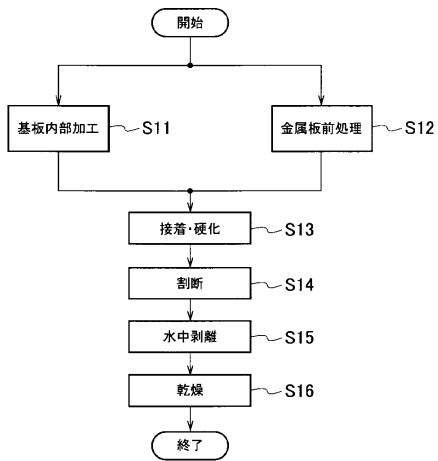 開始
基板内部加工 S11
金属板前処理 S12
接着・硬化 S13
割断 S14
水中剥離 S15
乾燥 S16
終了